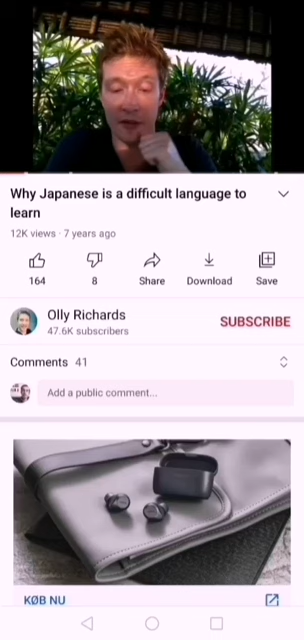 Why Japanese is a difficult language to
learn
12K views · 7 years ago
164
8
Share
Download
Save
Olly Richards
47.6K subscribers
SUBSCRIBE
Comments 41
Add a public comment...
KØB NU